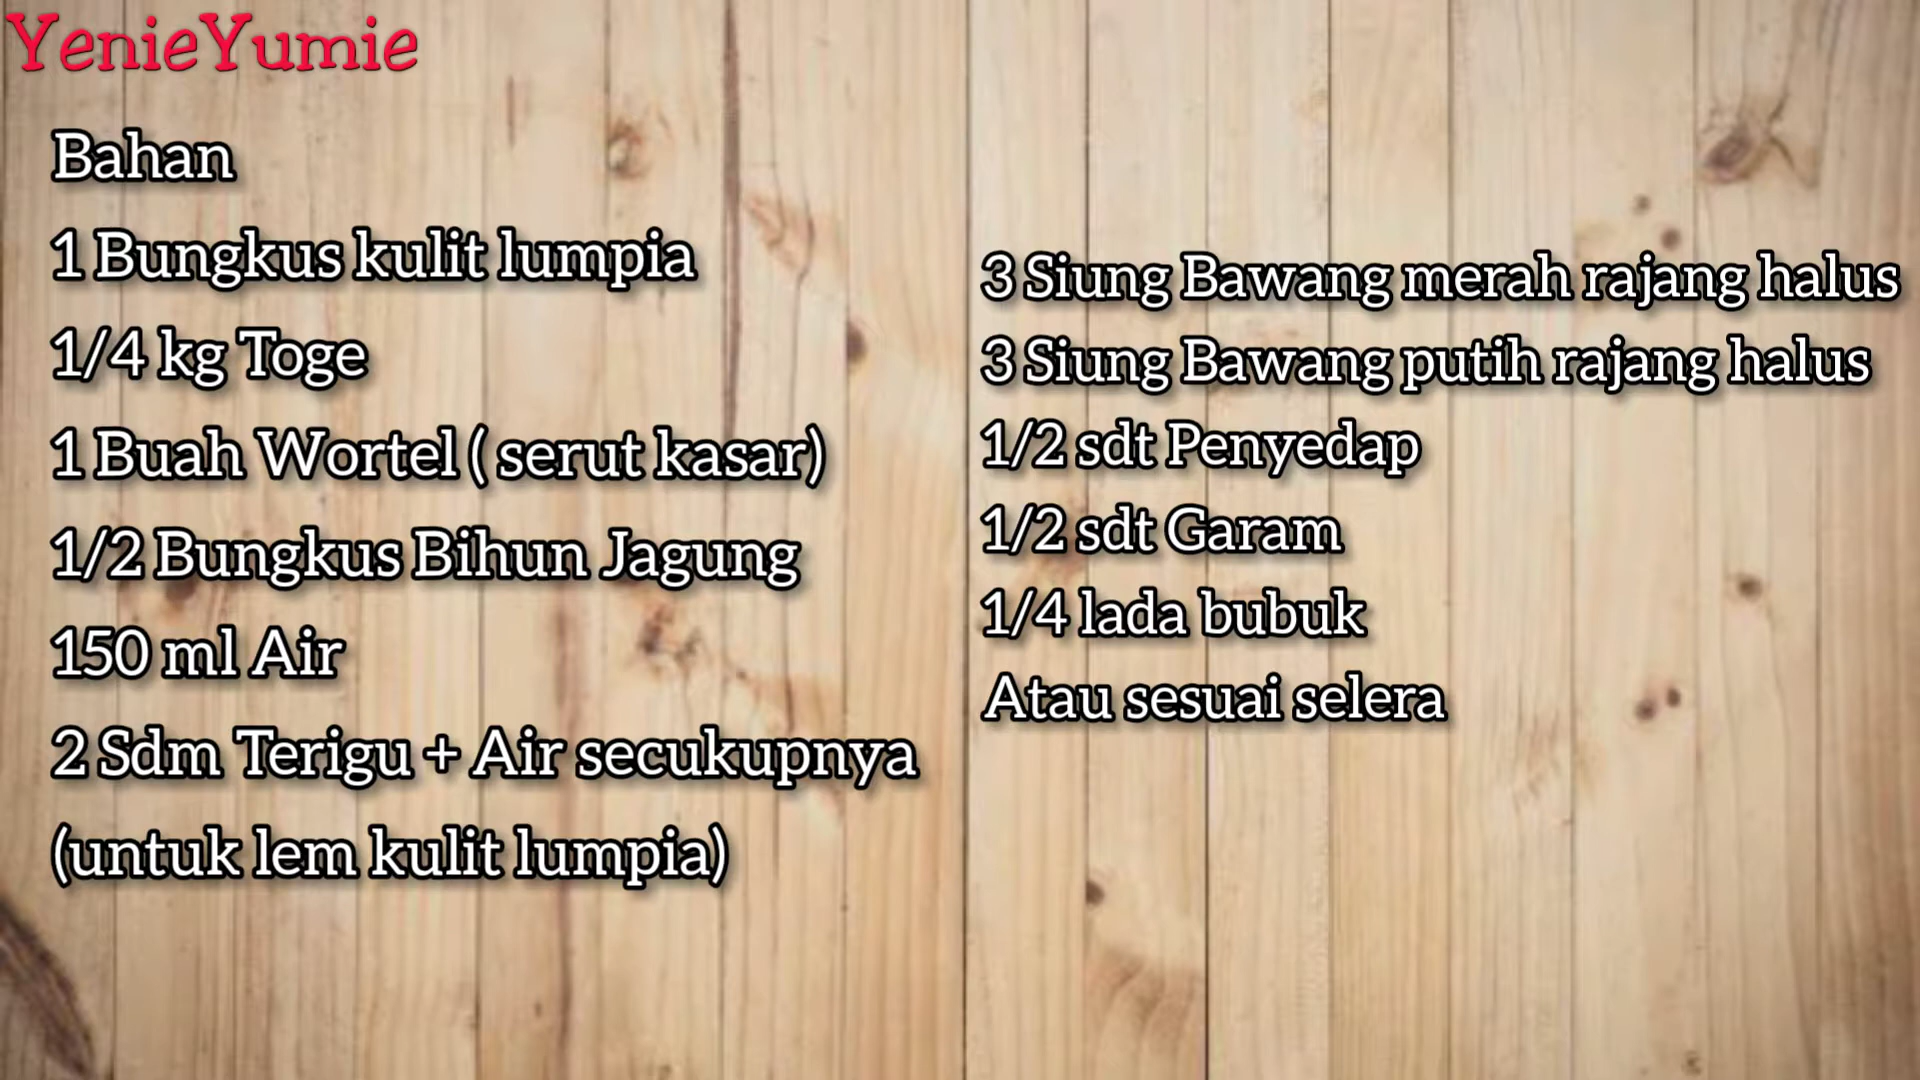 YenieYumie
Bahan
1 Bungkus kulit lumpia
1/4 kg Toge
1 Buah Wortel ( serut kasar)
1/2 Bungkus Bihun Jagung
150 ml Air
2 Sdm Terigu + Air secukupnya
(untuk lem kulit lumpia)
3 Siung Bawang merah rajang halus
3 Siung Bawang putih rajang halus
1/2 sdt Penyedap
1/2 sdt Garam
1/4 lada bubuk
Atau sesuai selera